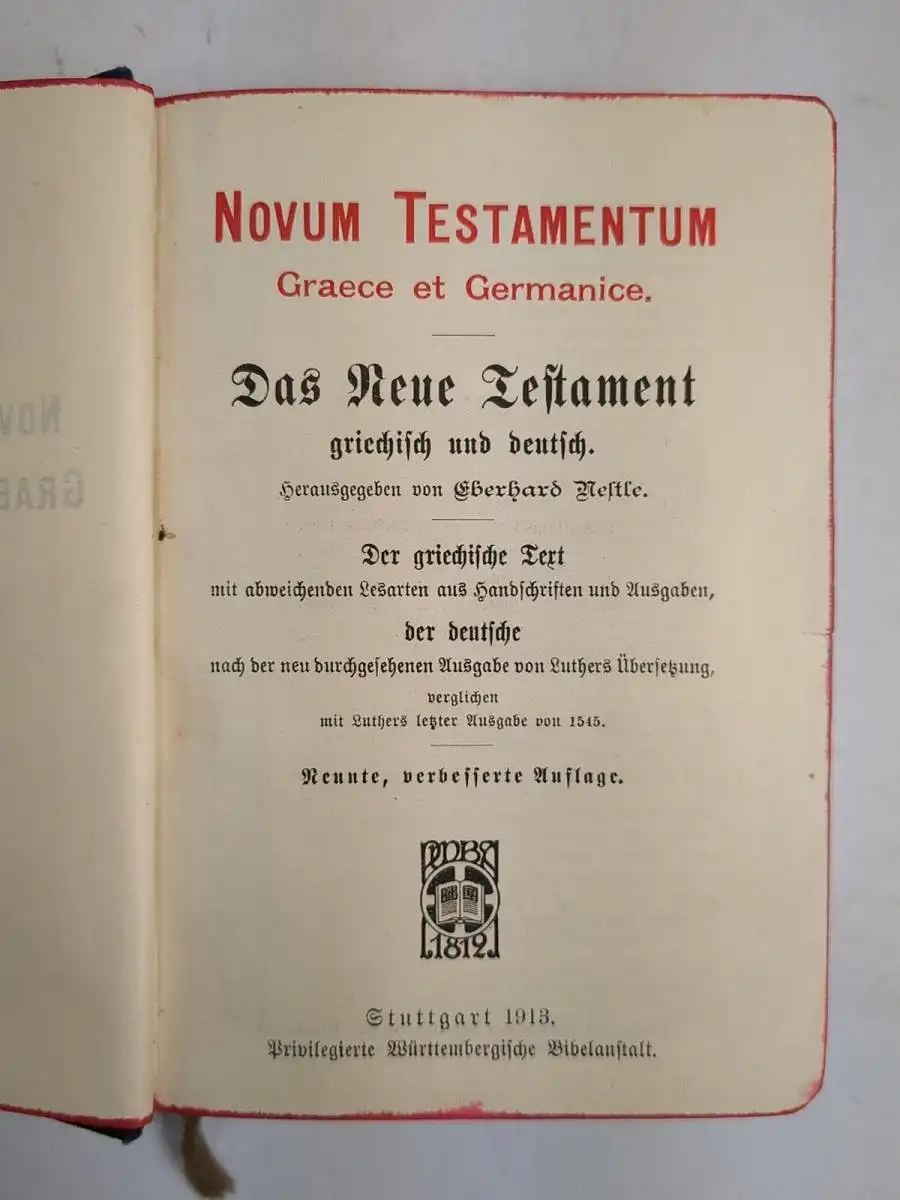 NOVUM TESTAMENTUM
Graece et Germanice.
Das Neue Testament
griechisch und deutsch.
Herausgegeben von Eberhard Nestle.
Der griechische Text
mit abweichenden Lesarten aus Handschriften und Ausgaben,
der deutsche
nach der neu durchgesehenen Ausgabe von Luthers Übersetzung,
verglichen
mit Luthers letzter Ausgabe von 1545.
Neunte, verbesserte Auflage.
1812
Stuttgart 1913.
Privilegierte Württembergische Bibelanstalt.